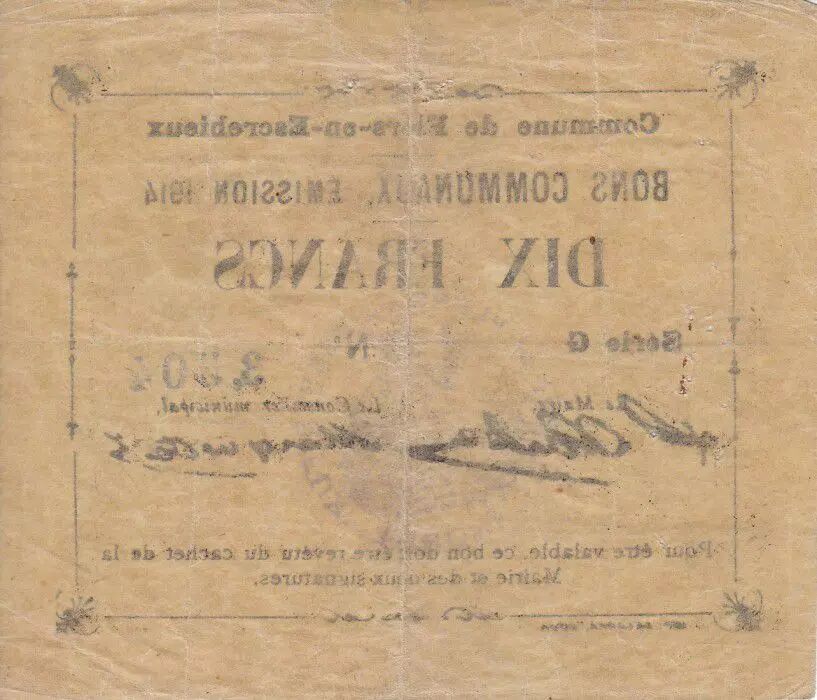 Commune de Flers-en-Escrebieux
BONS COMMUNAUX, EMISSION 1914
DIX FRANCS
Série G N°
Le Maire Le Conseiller municipal,
Pour être valable, ce bon doit être revêtu du cachet de la
Mairie et des deux signatures.